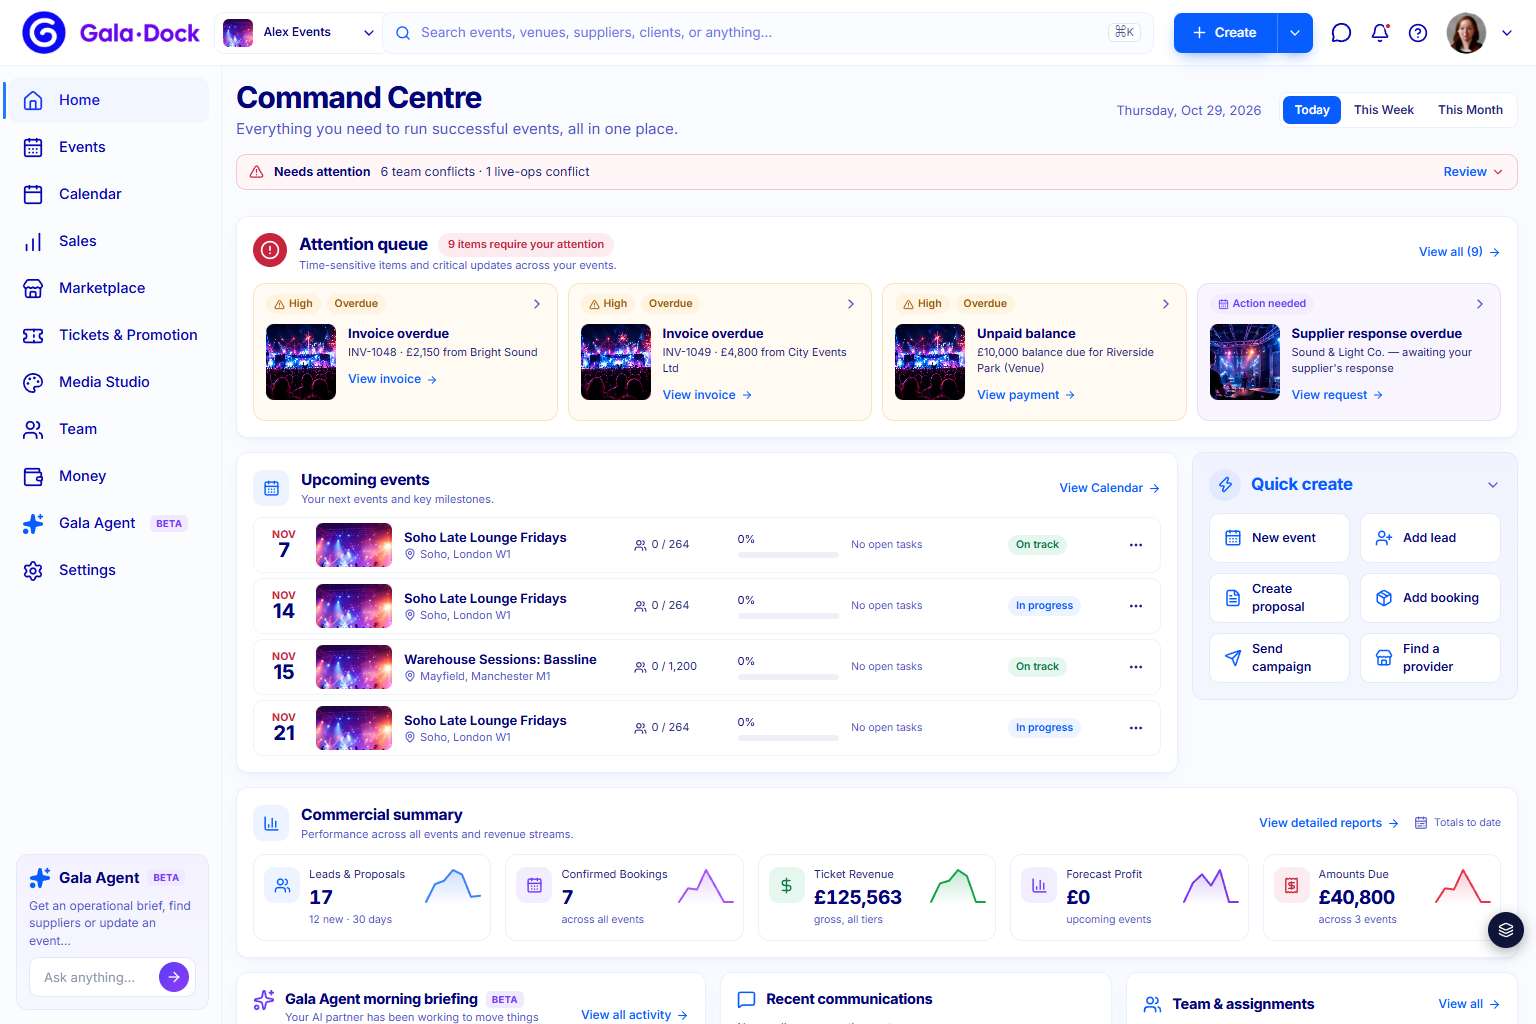 Gala·Dock
Alex Events
Search events, venues, suppliers, clients, or anything...
⌘K
Create
Home
Events
Calendar
Sales
Marketplace
Tickets & Promotion
Media Studio
Team
Money
Gala Agent BETA
Settings
Gala Agent BETA
Get an operational brief, find
suppliers or update an
event...
Ask anything...
Command Centre
Everything you need to run successful events, all in one place.
Thursday, Oct 29, 2026
Today This Week This Month
Needs attention 6 team conflicts · 1 live-ops conflict
Review
Attention queue 9 items require your attention
Time-sensitive items and critical updates across your events.
View all (9)
High Overdue
Invoice overdue
INV-1048 · £2,150 from Bright Sound
View invoice
High Overdue
Invoice overdue
INV-1049 · £4,800 from City Events
Ltd
View invoice
High Overdue
Unpaid balance
£10,000 balance due for Riverside
Park (Venue)
View payment
Action needed
Supplier response overdue
Sound & Light Co. — awaiting your
supplier's response
View request
Upcoming events
Your next events and key milestones.
View Calendar
NOV
7
Soho Late Lounge Fridays
Soho, London W1
0 / 264
0%
No open tasks
On track
NOV
14
Soho Late Lounge Fridays
Soho, London W1
0 / 264
0%
No open tasks
In progress
NOV
15
Warehouse Sessions: Bassline
Mayfield, Manchester M1
0 / 1,200
0%
No open tasks
On track
NOV
21
Soho Late Lounge Fridays
Soho, London W1
0 / 264
0%
No open tasks
In progress
Quick create
New event
Add lead
Create
proposal
Add booking
Send
campaign
Find a
provider
Commercial summary
Performance across all events and revenue streams.
View detailed reports
Totals to date
Leads & Proposals
17
12 new · 30 days
Confirmed Bookings
7
across all events
Ticket Revenue
£125,563
gross, all tiers
Forecast Profit
£0
upcoming events
Amounts Due
£40,800
across 3 events
Gala Agent morning briefing BETA
Your AI partner has been working to move things
View all activity
Recent communications
Team & assignments
View all